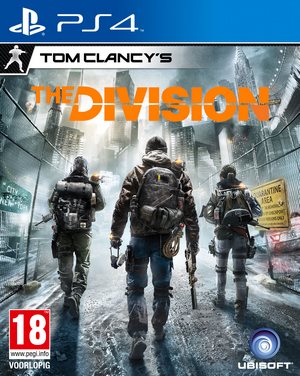 PS4
TOM CLANCY'S
THE DIVISION
QUARANTINE
AREA
18
www.pegi.info
VOORLOPIG
UBISOFT